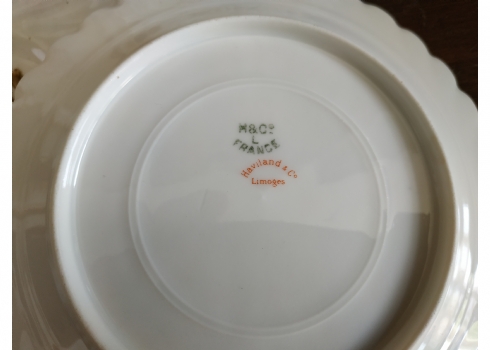 H&Cº
L
FRANCE
Haviland & Cº
Limoges